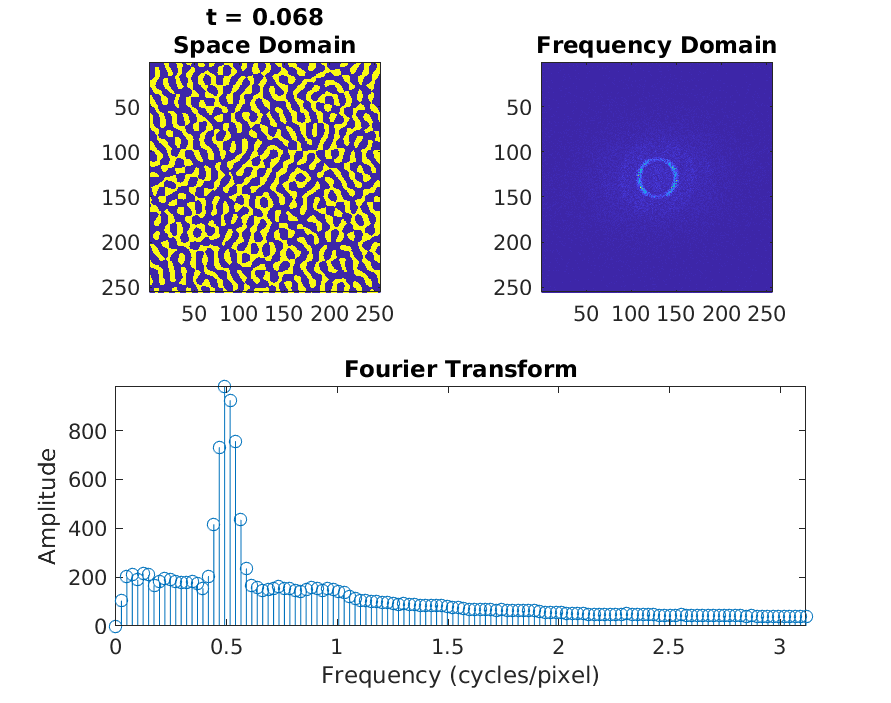 t = 0.068
Space Domain
Frequency Domain
50
100
150
200
250
50 100 150 200 250
50
100
150
200
250
50 100 150 200 250
Fourier Transform
Amplitude
800
600
400
200
0
0 0.5 1 1.5 2 2.5 3
Frequency (cycles/pixel)